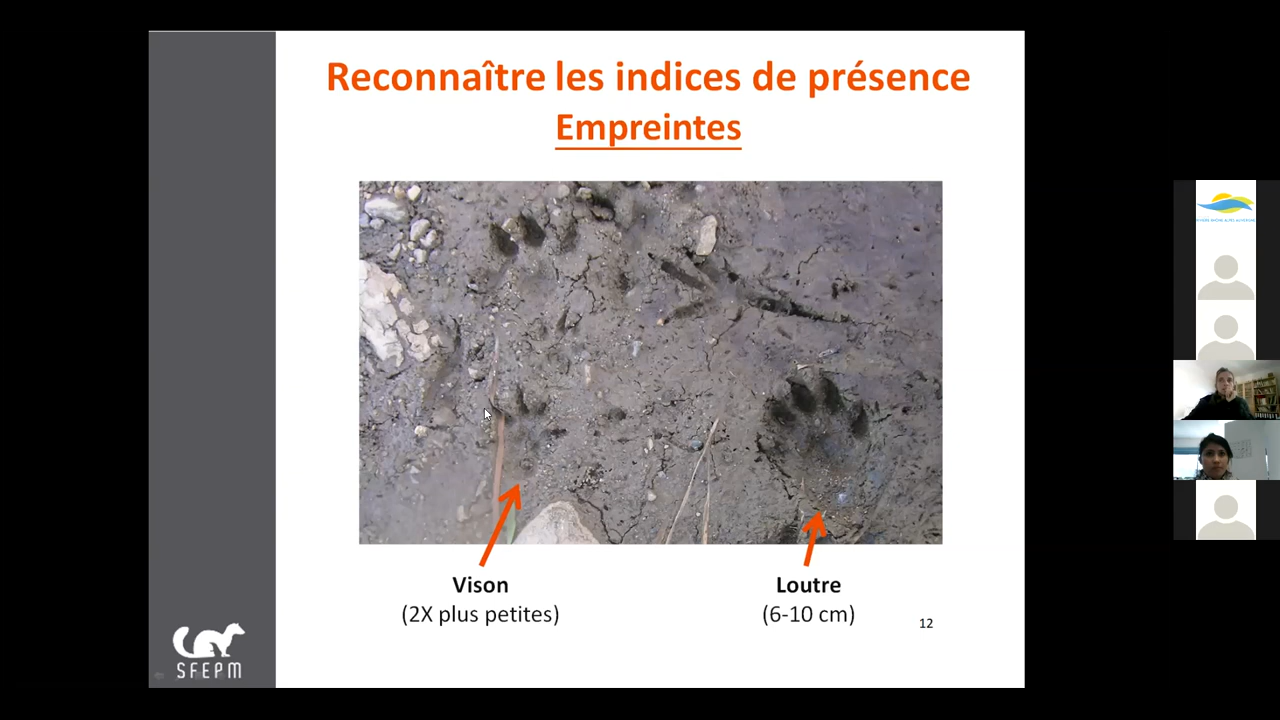 Reconnaître les indices de présence
Empreintes
Vison
(2X plus petites)
Loutre
(6-10 cm)
12
SFEPM